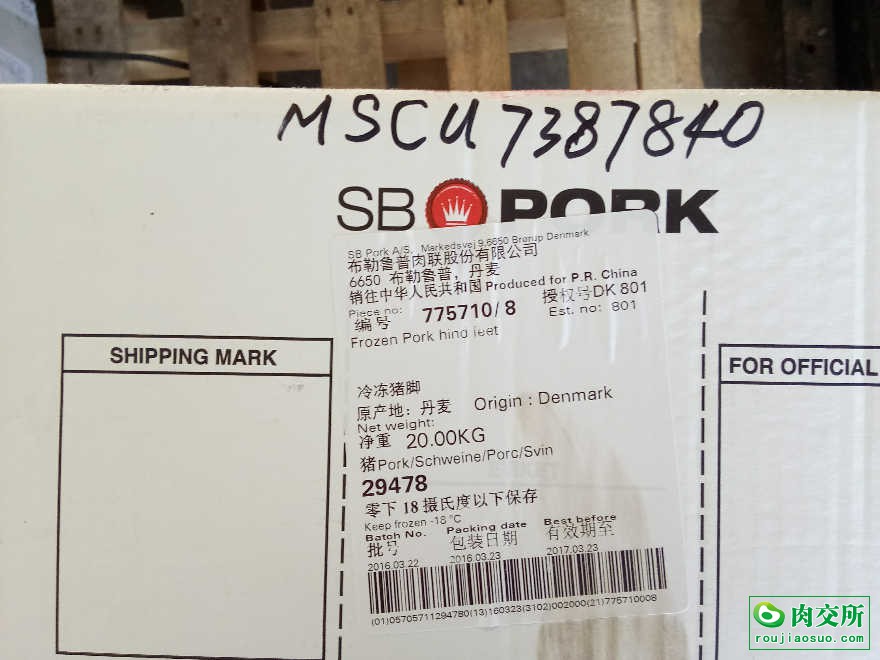 MSCU7387840
SB PORK
SB Pork A/S, Markedsvej 9,6650 Brørup Denmark
布勒鲁普肉联股份有限公司
6650 布勒鲁普，丹麦
销往中华人民共和国 Produced for P.R. China
Piece no:
编号 775710/8 授权号DK 801
Est. no: 801
Frozen Pork hind feet
冷冻猪脚
原产地：丹麦 Origin : Denmark
Net weight:
净重 20.00KG
猪Pork/Schweine/Porc/Svin
29478
零下 18 摄氏度以下保存
Keep frozen -18 °C
Batch No. Packing date Best before
批号 包装日期 有效期至
2016.03.22 2016.03.23 2017.03.23
(01)05705711294780(13)160323(3102)002000(21)775710008
SHIPPING MARK
FOR OFFICIAL
肉交所
roujiaosuo.com